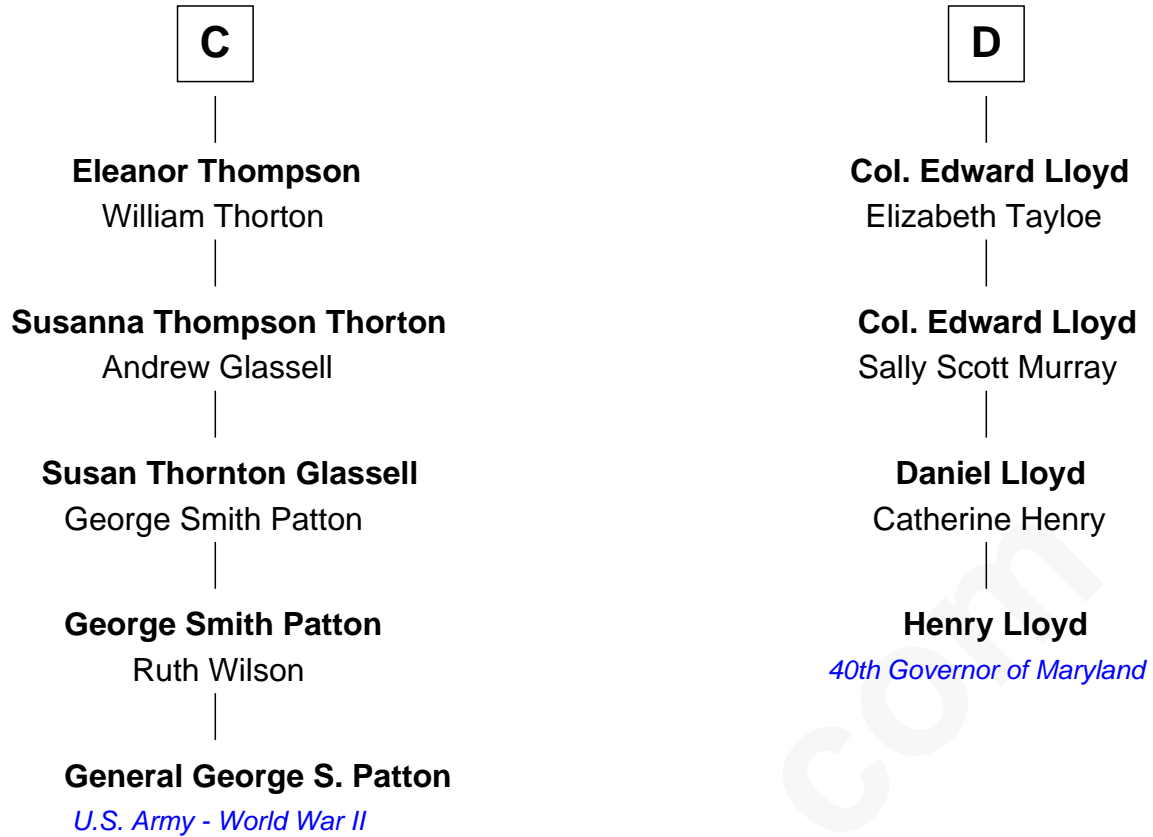 C
Eleanor Thompson
William Thorton
Susanna Thompson Thorton
Andrew Glassell
Susan Thornton Glassell
George Smith Patton
George Smith Patton
Ruth Wilson
General George S. Patton
U.S. Army - World War II
D
Col. Edward Lloyd
Elizabeth Tayloe
Col. Edward Lloyd
Sally Scott Murray
Daniel Lloyd
Catherine Henry
Henry Lloyd
40th Governor of Maryland
com